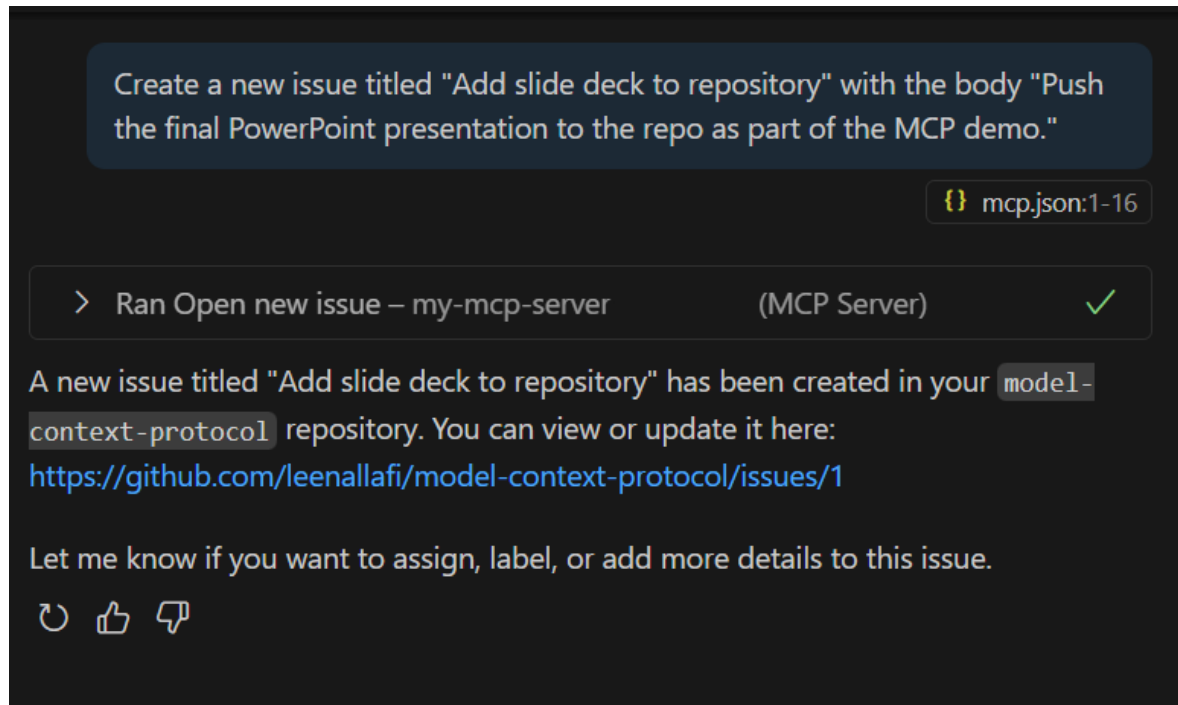 Create a new issue titled "Add slide deck to repository" with the body "Push
the final PowerPoint presentation to the repo as part of the MCP demo."
{} mcp.json:1-16
Ran Open new issue – my-mcp-server (MCP Server)
A new issue titled "Add slide deck to repository" has been created in your model-
context-protocol repository. You can view or update it here:
https://github.com/leenallafi/model-context-protocol/issues/1
Let me know if you want to assign, label, or add more details to this issue.